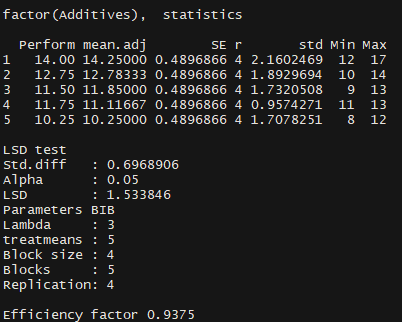 factor(Additives),  statistics
  Perform mean.adj        SE r       std Min Max
1   14.00 14.25000 0.4896866 4 2.1602469  12  17
2   12.75 12.78333 0.4896866 4 1.8929694  10  14
3   11.50 11.85000 0.4896866 4 1.7320508   9  13
4   11.75 11.11667 0.4896866 4 0.9574271  11  13
5   10.25 10.25000 0.4896866 4 1.7078251   8  12
LSD test
Std.diff   : 0.6968906
Alpha      : 0.05
LSD        : 1.533846
Parameters BIB
Lambda     : 3
treatmeans : 5
Block size : 4
Blocks     : 5
Replication: 4
Efficiency factor 0.9375